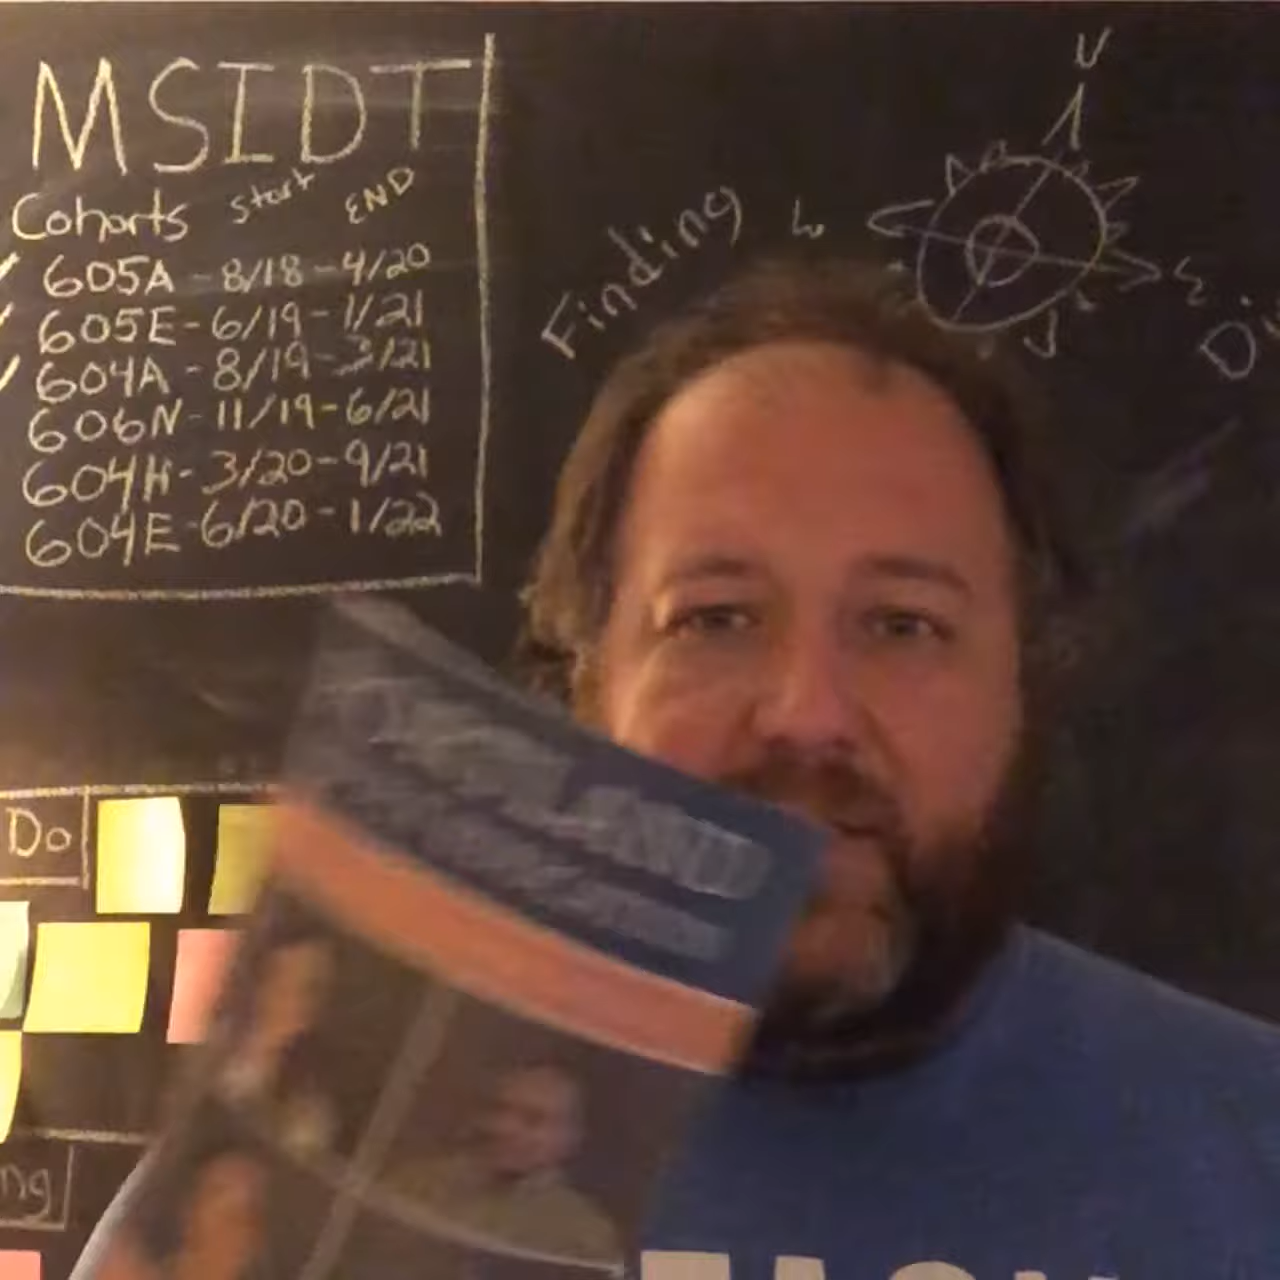 MSIDT
Cohorts Start END
605A - 8/18 - 4/20
605E - 6/19 - 1/21
604A - 8/19 - 3/21
606N - 11/19 - 6/21
604H - 3/20 - 9/21
604E - 6/20 - 1/22
Finding
N
E
Do
ng